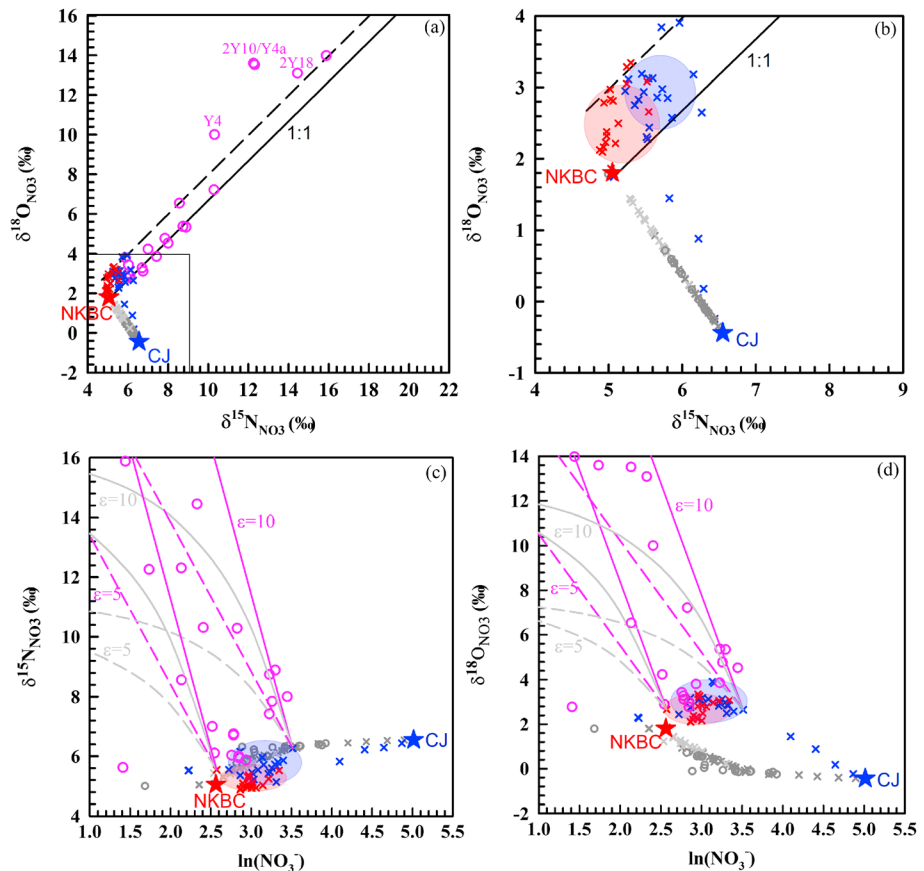 (a)
16
14
12
10
8
6
4
2
0
-2
4 6 8 10 12 14 16 18 20 22
δ¹⁸O_NO3 (‰)
δ¹⁵N_NO3 (‰)
2Y10/Y4a
2Y18
Y4
1:1
NKBC
CJ
(b)
4
3
2
1
0
-1
4 5 6 7 8 9
δ¹⁸O_NO3 (‰)
δ¹⁵N_NO3 (‰)
1:1
NKBC
CJ
(c)
16
14
12
10
8
6
4
1.0 1.5 2.0 2.5 3.0 3.5 4.0 4.5 5.0 5.5
δ¹⁵N_NO3 (‰)
ln(NO₃⁻)
ε=10
ε=10
ε=5
ε=5
NKBC
CJ
(d)
14
12
10
8
6
4
2
0
-2
1.0 1.5 2.0 2.5 3.0 3.5 4.0 4.5 5.0 5.5
δ¹⁸O_NO3 (‰)
ln(NO₃⁻)
ε=10
ε=10
ε=5
ε=5
NKBC
CJ